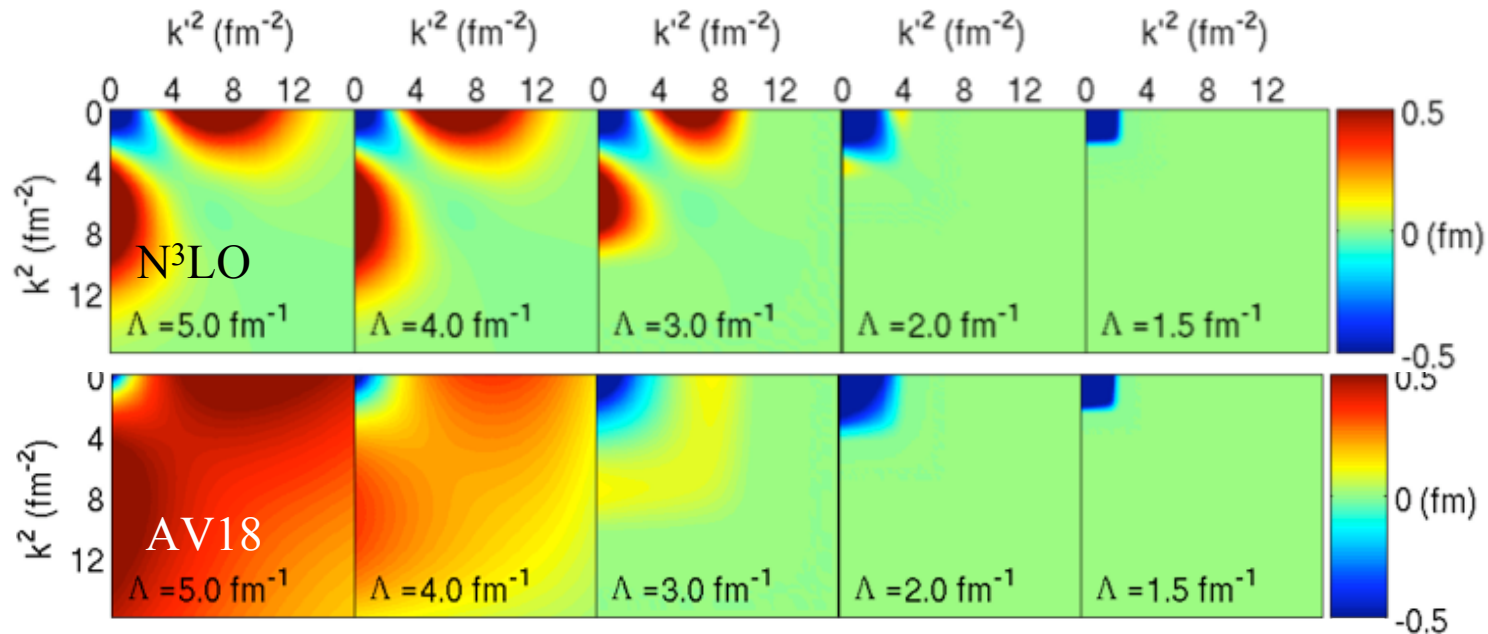 k'² (fm⁻²) k'² (fm⁻²) k'² (fm⁻²) k'² (fm⁻²) k'² (fm⁻²)
0 4 8 12 0 4 8 12 0 4 8 12 0 4 8 12 0 4 8 12
k² (fm⁻²)
0
4
8
12
N³LO
Λ =5.0 fm⁻¹ Λ =4.0 fm⁻¹ Λ =3.0 fm⁻¹ Λ =2.0 fm⁻¹ Λ =1.5 fm⁻¹
0.5
0 (fm)
-0.5
k² (fm⁻²)
0
4
8
12
AV18
Λ =5.0 fm⁻¹ Λ =4.0 fm⁻¹ Λ =3.0 fm⁻¹ Λ =2.0 fm⁻¹ Λ =1.5 fm⁻¹
0.5
0 (fm)
-0.5